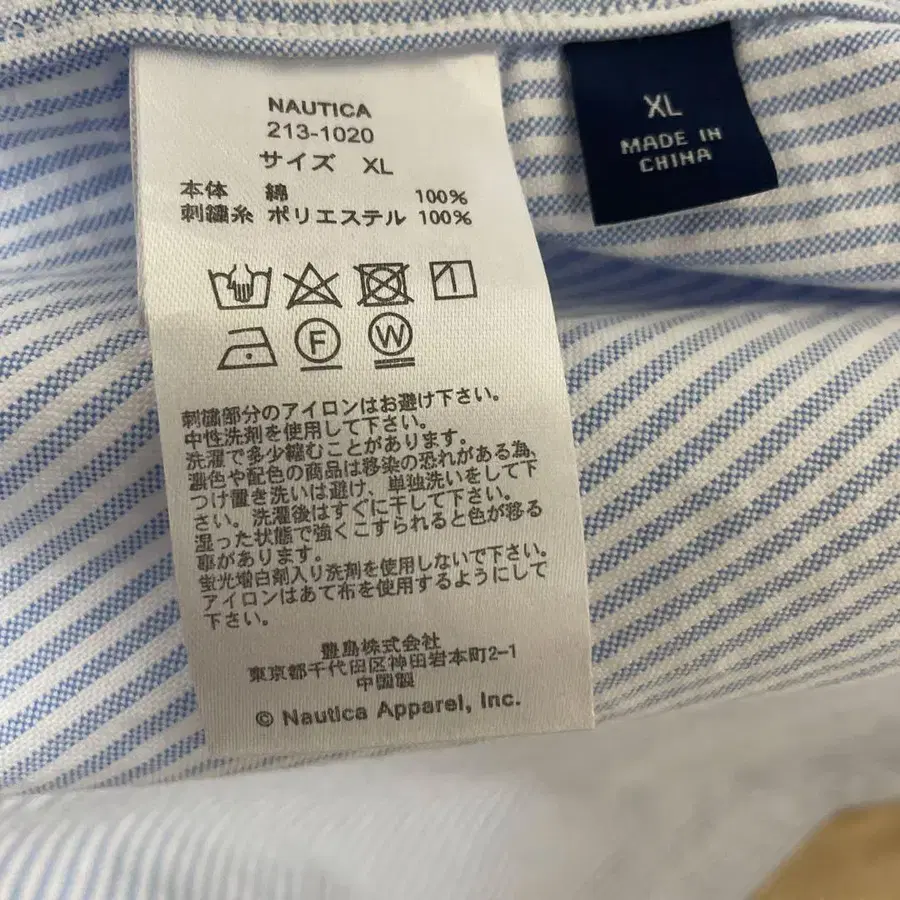 NAUTICA
213-1020
サイズ XL
本体 綿 100%
刺繍糸 ポリエステル 100%
F
W
刺繍部分のアイロンはお避け下さい。
中性洗剤を使用して下さい。
洗濯で多少縮むことがあります。
濃色や配色の商品は移染の恐れがある為、
つけ置き洗いは避け、単独洗いをして下
さい。洗濯後はすぐに干して下さい。
湿った状態で強くこすられると色が移る
事があります。
蛍光増白剤入り洗剤を使用しないで下さい。
アイロンはあて布を使用するようにして
下さい。
豊島株式会社
東京都千代田区神田岩本町2-1
中国製
© Nautica Apparel, Inc.
XL
MADE IN
CHINA